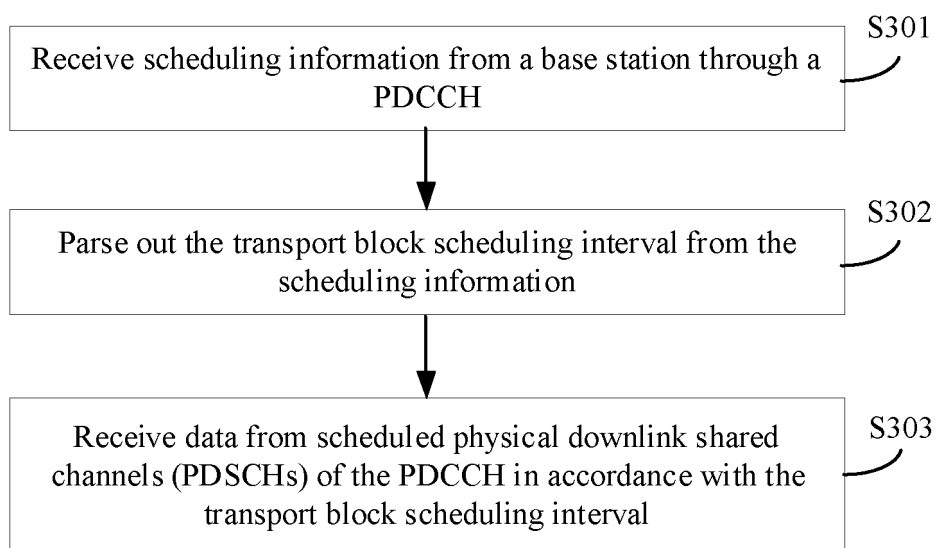 S301
Receive scheduling information from a base station through a
PDCCH
S302
Parse out the transport block scheduling interval from the
scheduling information
S303
Receive data from scheduled physical downlink shared
channels (PDSCHs) of the PDCCH in accordance with the
transport block scheduling interval